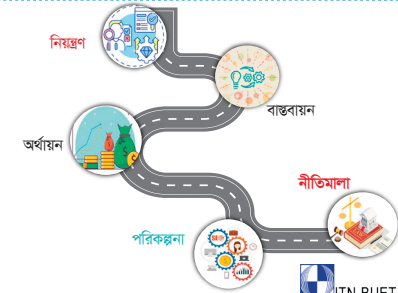 নিয়ন্ত্রণ
বাস্তবায়ন
অর্থায়ন
নীতিমালা
পরিকল্পনা
ITN BUET